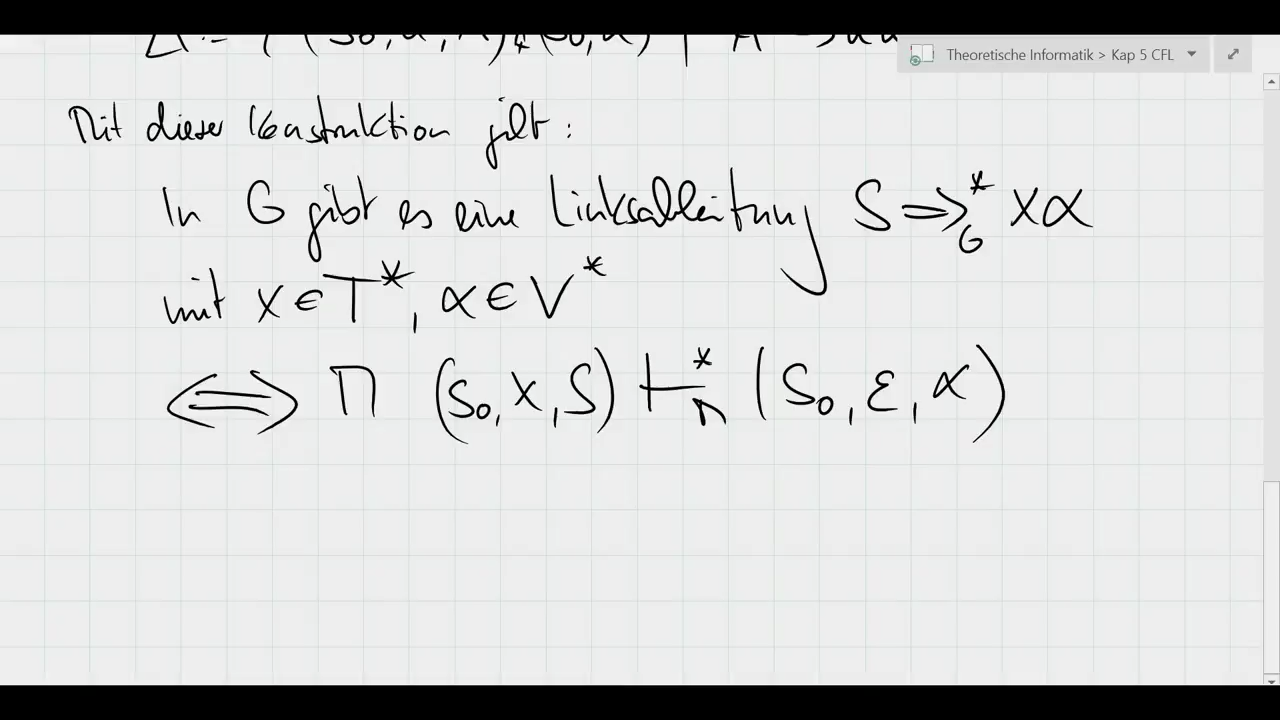 Theoretische Informatik > Kap 5 CFL
Mit dieser Konstruktion gilt:
In G gibt es eine Linksableitung S ⇒*_G xα
mit x ∈ T*, α ∈ V*
⇔ M (s₀, x, S) ⊢*_M (s₀, ε, α)